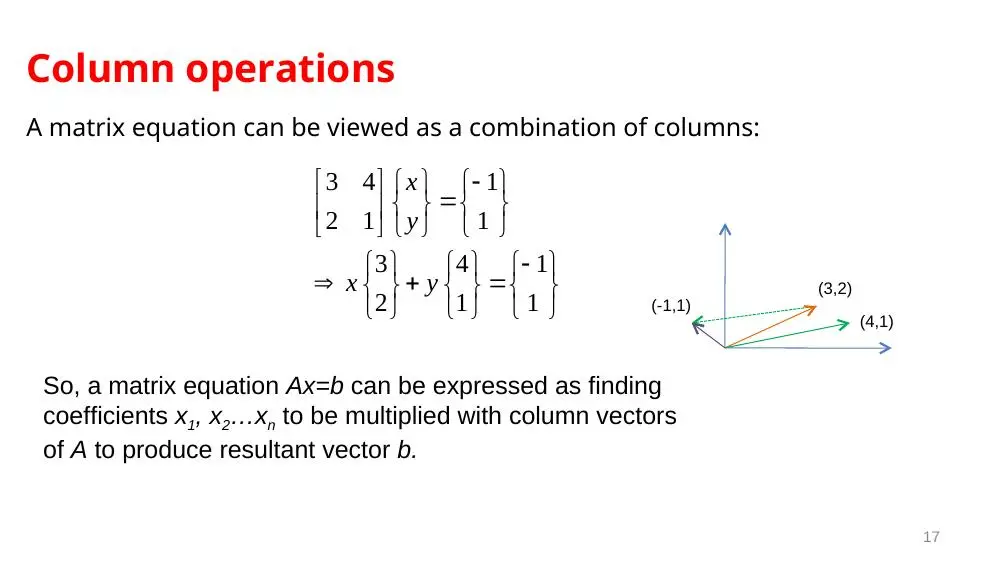 Column operations
A matrix equation can be viewed as a combination of columns:
[3 4; 2 1] {x; y} = {-1; 1}
⇒ x {3; 2} + y {4; 1} = {-1; 1}
(3,2)
(-1,1)
(4,1)
So, a matrix equation Ax=b can be expressed as finding
coefficients x₁, x₂…xₙ to be multiplied with column vectors
of A to produce resultant vector b.
17